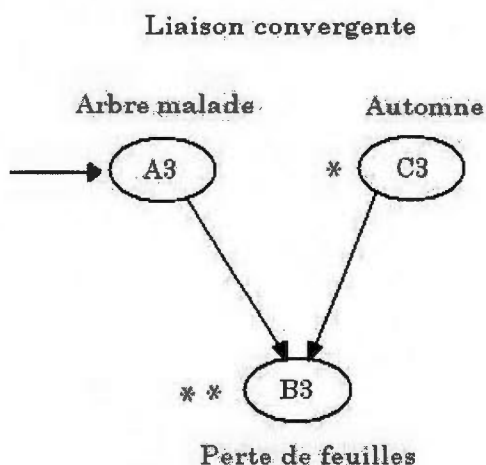 Liaison convergente
Arbre malade
Automne
A3
* C3
* * B3
Perte de feuilles